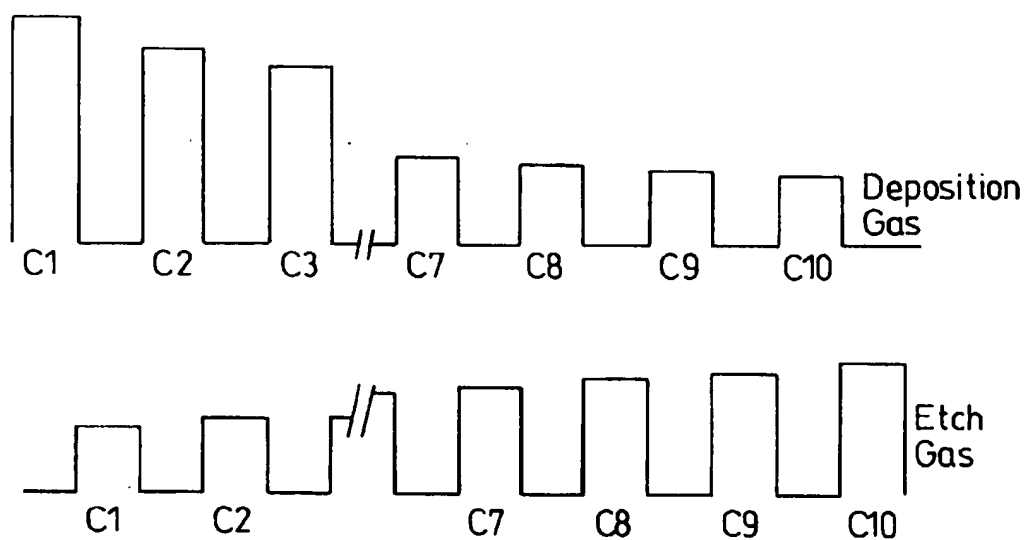 Deposition
Gas
C1 C2 C3 C7 C8 C9 C10
Etch
Gas
C1 C2 C7 C8 C9 C10